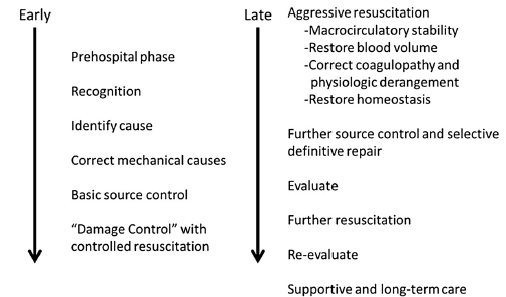 Early
Prehospital phase
Recognition
Identify cause
Correct mechanical causes
Basic source control
“Damage Control” with
controlled resuscitation
Late
Aggressive resuscitation
-Macrocirculatory stability
-Restore blood volume
-Correct coagulopathy and
physiologic derangement
-Restore homeostasis
Further source control and selective
definitive repair
Evaluate
Further resuscitation
Re-evaluate
Supportive and long-term care